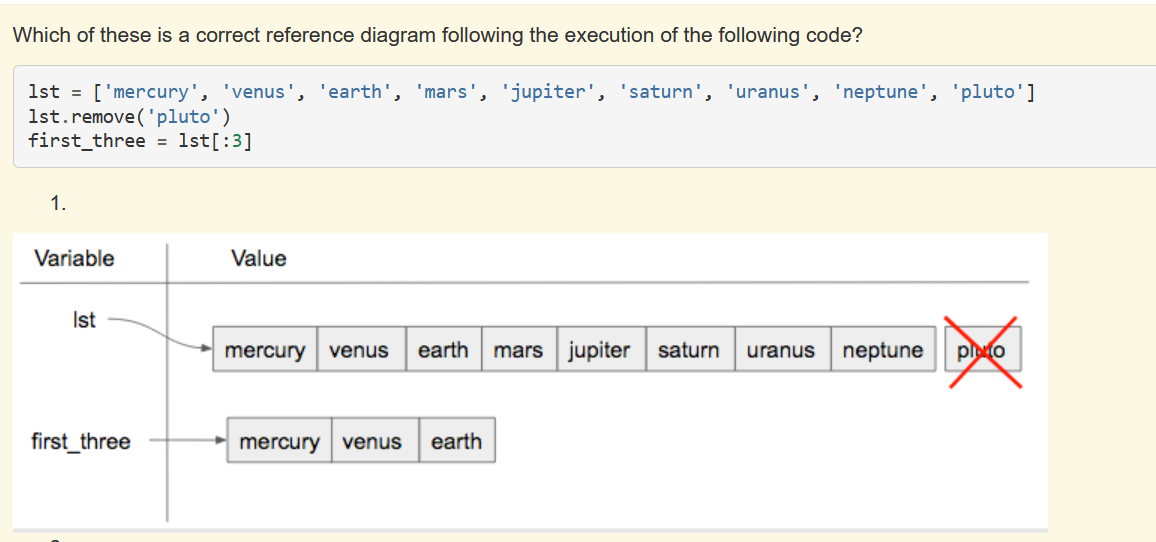 Which of these is a correct reference diagram following the execution of the following code?
lst = ['mercury', 'venus', 'earth', 'mars', 'jupiter', 'saturn', 'uranus', 'neptune', 'pluto']
lst.remove('pluto')
first_three = lst[:3]
1.
Variable Value
lst
mercury venus earth mars jupiter saturn uranus neptune pluto
first_three mercury venus earth